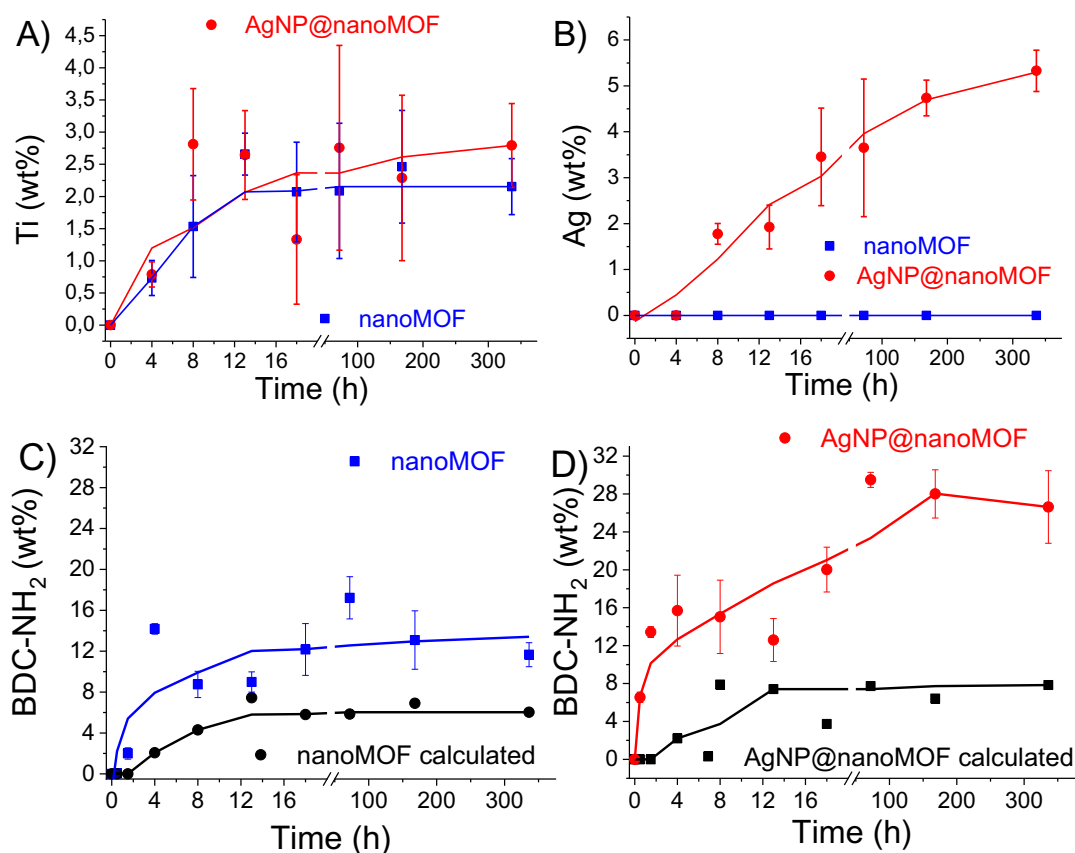 A)
AgNP@nanoMOF
4,5
4,0
3,5
3,0
2,5
2,0
1,5
1,0
0,5
0,0
Ti (wt%)
nanoMOF
0 4 8 13 16 100 200 300
Time (h)
B)
6
5
4
3
2
1
0
Ag (wt%)
nanoMOF
AgNP@nanoMOF
0 4 8 12 16 100 200 300
Time (h)
C)
32
28
24
20
16
12
8
4
0
BDC-NH₂ (wt%)
nanoMOF
nanoMOF calculated
0 4 8 12 16 100 200 300
Time (h)
D)
AgNP@nanoMOF
32
28
24
20
16
12
8
4
0
BDC-NH₂ (wt%)
AgNP@nanoMOF calculated
0 4 8 12 16 100 200 300
Time (h)